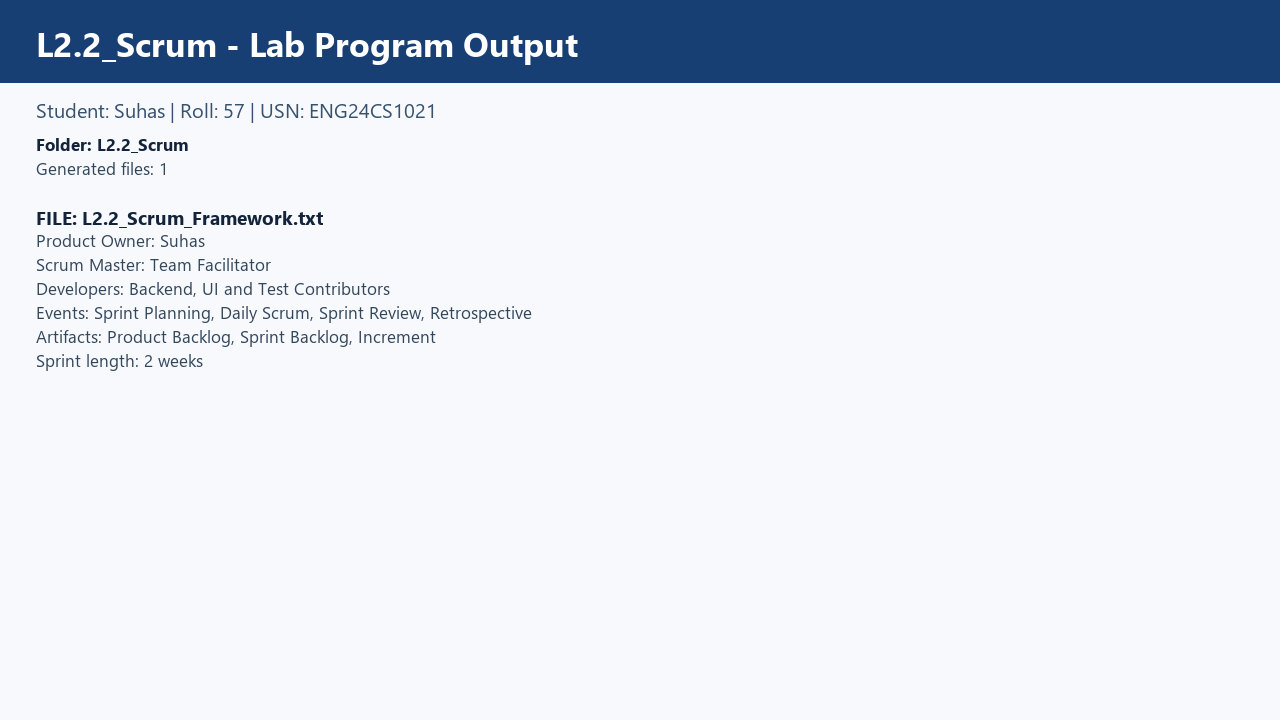 L2.2_Scrum - Lab Program Output
Student: Suhas | Roll: 57 | USN: ENG24CS1021
Folder: L2.2_Scrum
Generated files: 1
FILE: L2.2_Scrum_Framework.txt
Product Owner: Suhas
Scrum Master: Team Facilitator
Developers: Backend, UI and Test Contributors
Events: Sprint Planning, Daily Scrum, Sprint Review, Retrospective
Artifacts: Product Backlog, Sprint Backlog, Increment
Sprint length: 2 weeks